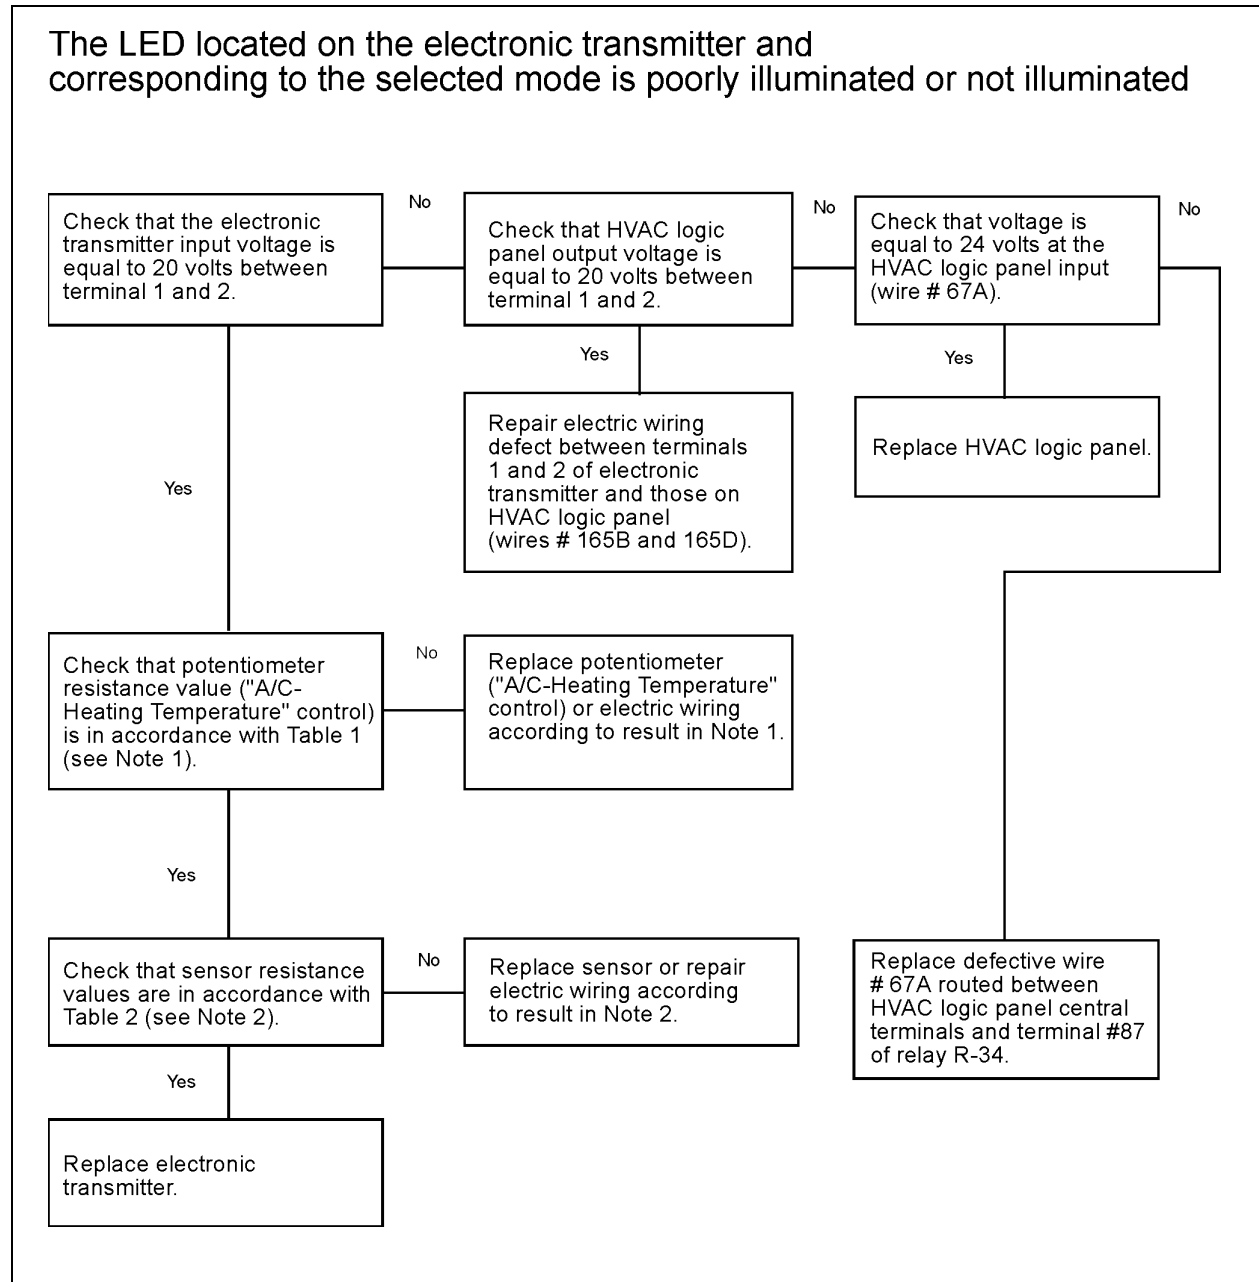 The LED located on the electronic transmitter and
corresponding to the selected mode is poorly illuminated or not illuminated
Check that the electronic
transmitter input voltage is
equal to 20 volts between
terminal 1 and 2.
No
Check that HVAC logic
panel output voltage is
equal to 20 volts between
terminal 1 and 2.
No
Check that voltage is
equal to 24 volts at the
HVAC logic panel input
(wire # 67A).
No
Yes
Repair electric wiring
defect between terminals
1 and 2 of electronic
transmitter and those on
HVAC logic panel
(wires # 165B and 165D).
Yes
Replace HVAC logic panel.
Yes
Check that potentiometer
resistance value ("A/C-
Heating Temperature" control)
is in accordance with Table 1
(see Note 1).
No
Replace potentiometer
("A/C-Heating Temperature"
control) or electric wiring
according to result in Note 1.
Yes
Check that sensor resistance
values are in accordance with
Table 2 (see Note 2).
No
Replace sensor or repair
electric wiring according
to result in Note 2.
Replace defective wire
# 67A routed between
HVAC logic panel central
terminals and terminal #87
of relay R-34.
Yes
Replace electronic
transmitter.